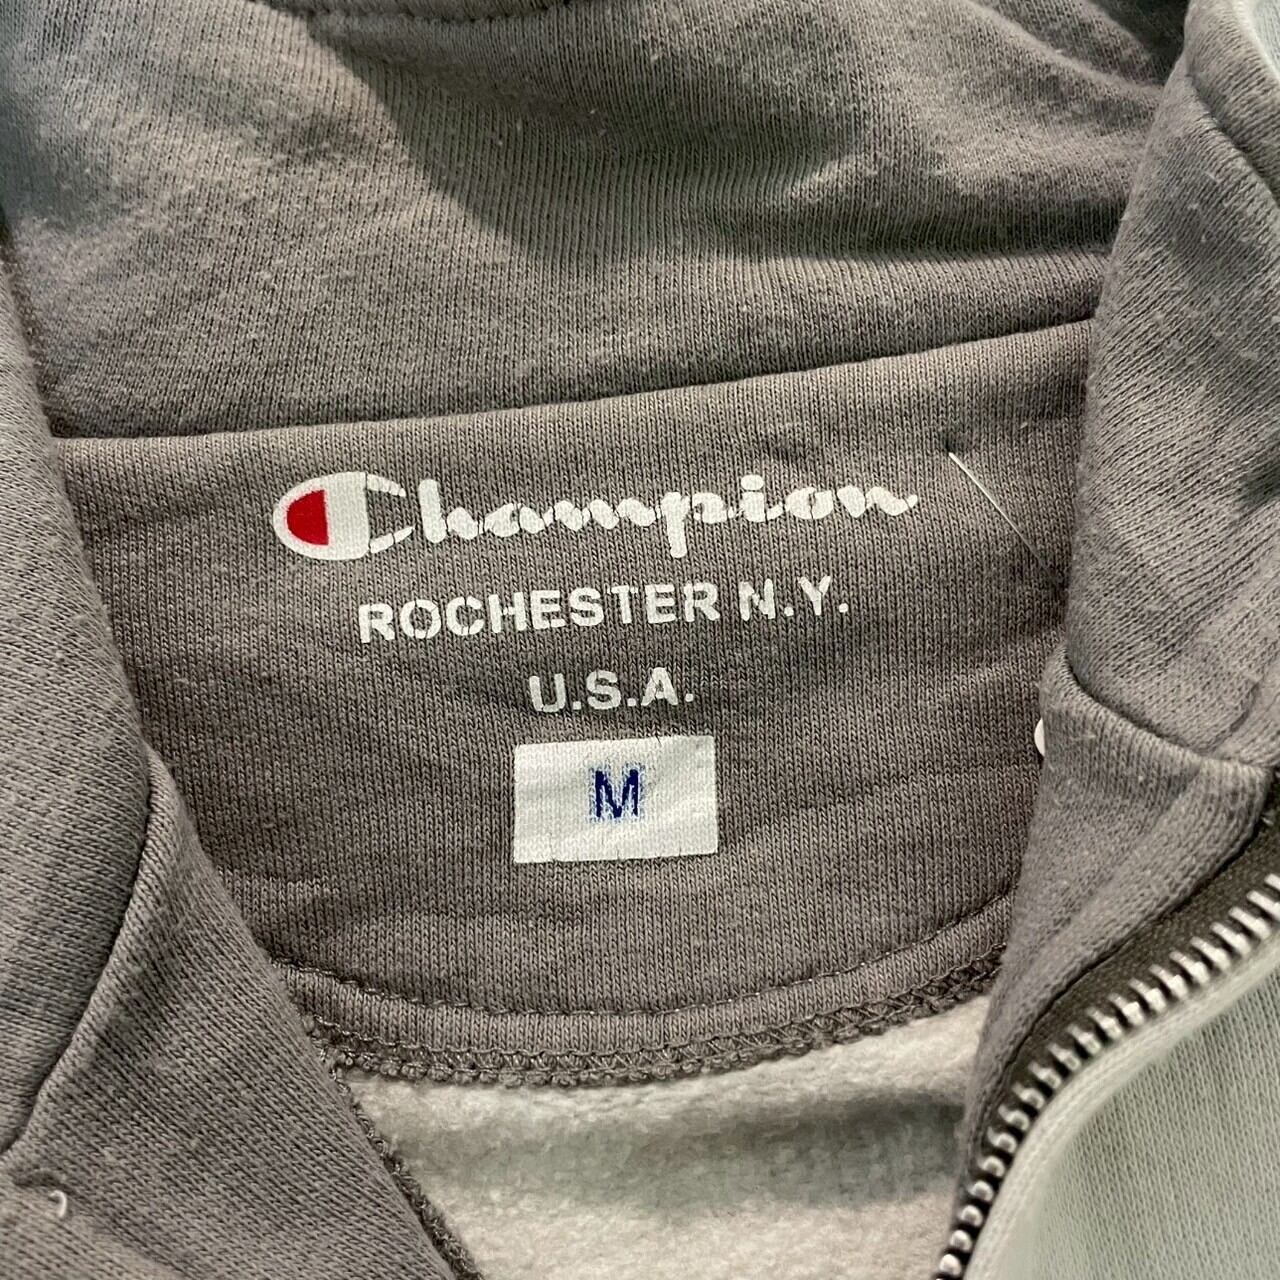 Champion
ROCHESTER N.Y.
U.S.A.
M